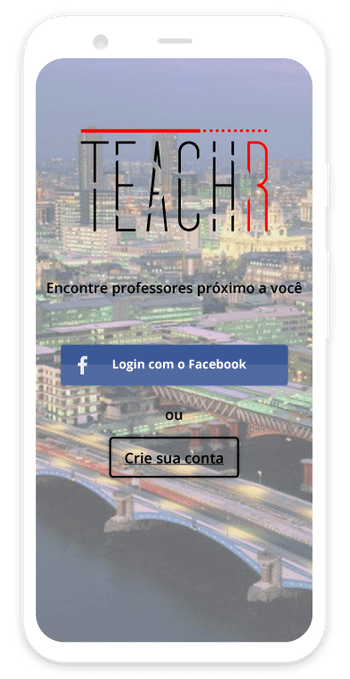 TEACHR
Encontre professores próximo a você
Login com o Facebook
ou
Crie sua conta